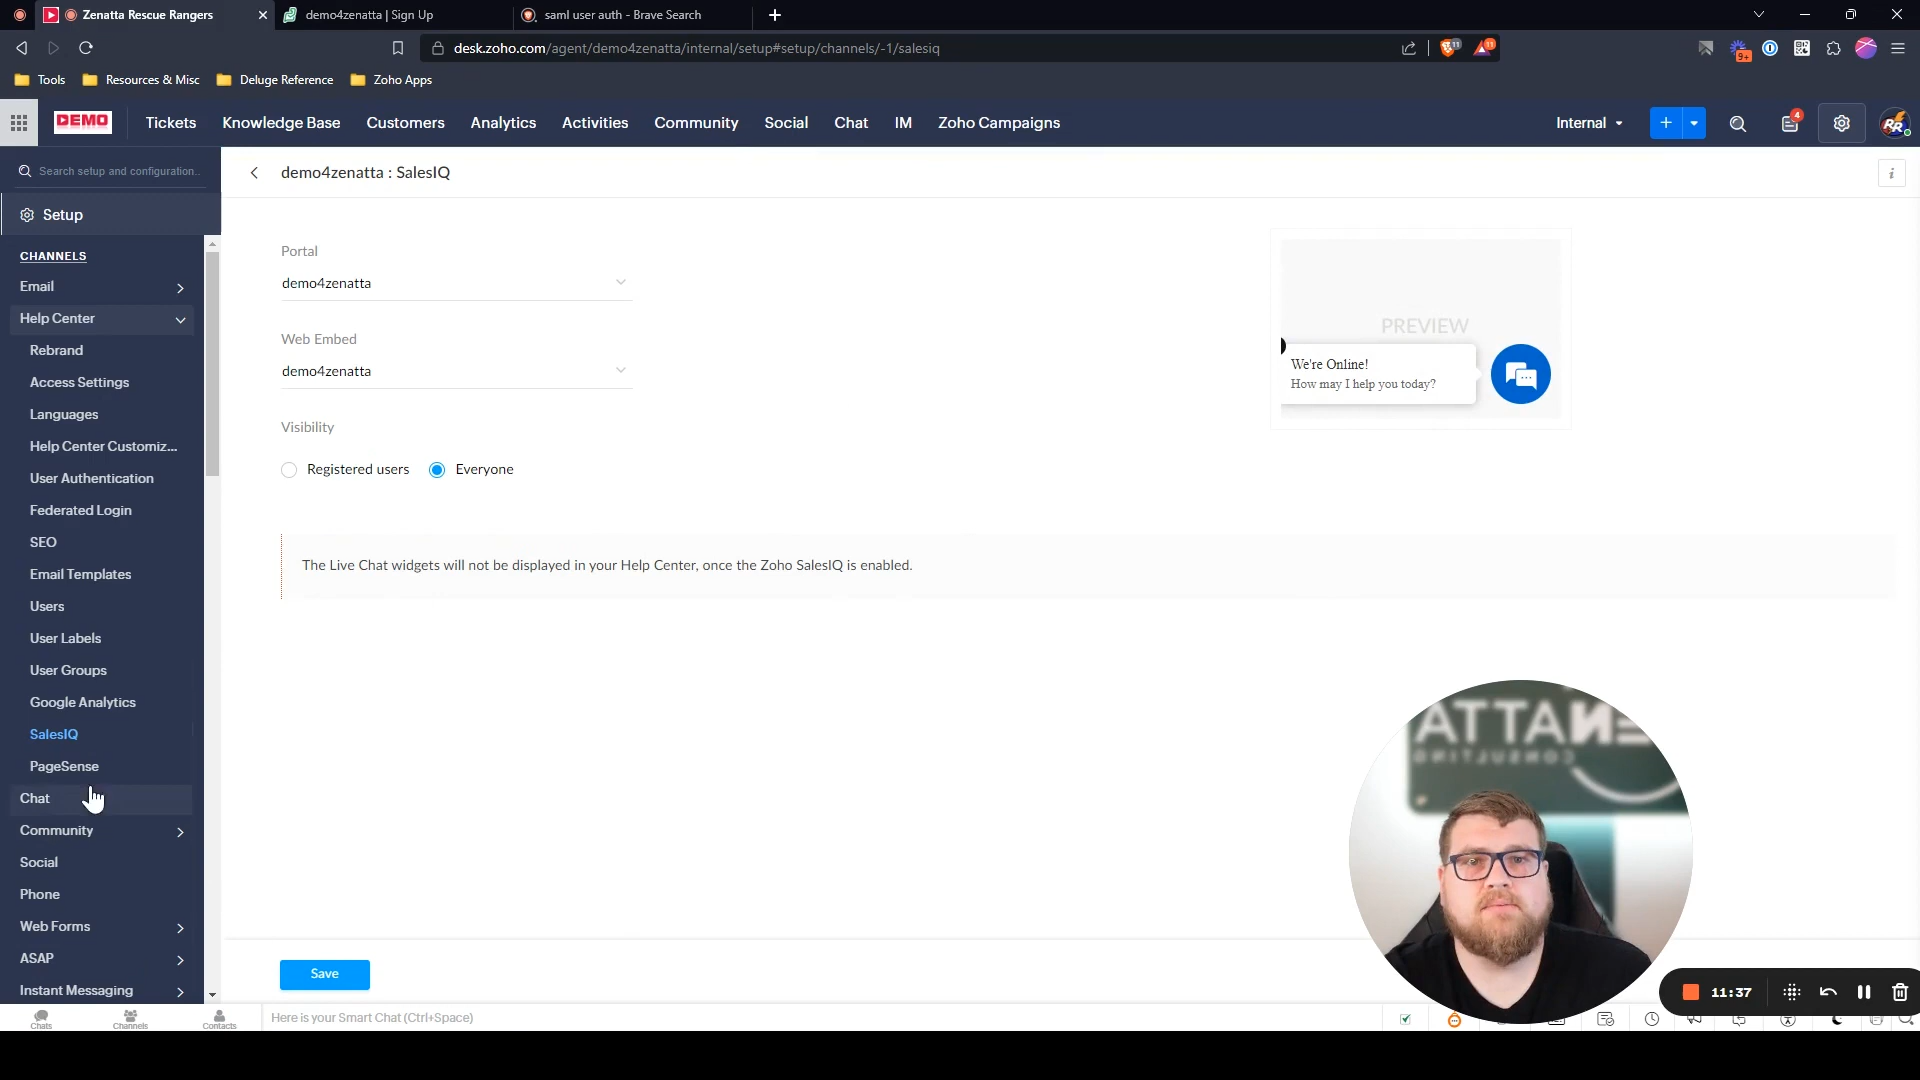 Zenatta Rescue Rangers
demo4zenatta | Sign Up
saml user auth - Brave Search
desk.zoho.com/agent/demo4zenatta/internal/setup#setup/channels/-1/salesiq
11
11
9+
Tools
Resources & Misc
Deluge Reference
Zoho Apps
DEMO
Tickets
Knowledge Base
Customers
Analytics
Activities
Community
Social
Chat
IM
Zoho Campaigns
Internal
4
RR
Search setup and configuration..
demo4zenatta : SalesIQ
Setup
CHANNELS
Email
Help Center
Rebrand
Access Settings
Languages
Help Center Customiz...
User Authentication
Federated Login
SEO
Email Templates
Users
User Labels
User Groups
Google Analytics
SalesIQ
PageSense
Chat
Community
Social
Phone
Web Forms
ASAP
Instant Messaging
Portal
demo4zenatta
Web Embed
demo4zenatta
Visibility
Registered users
Everyone
The Live Chat widgets will not be displayed in your Help Center, once the Zoho SalesIQ is enabled.
PREVIEW
We're Online!
How may I help you today?
Save
11:37
Chats
Channels
Contacts
Here is your Smart Chat (Ctrl+Space)